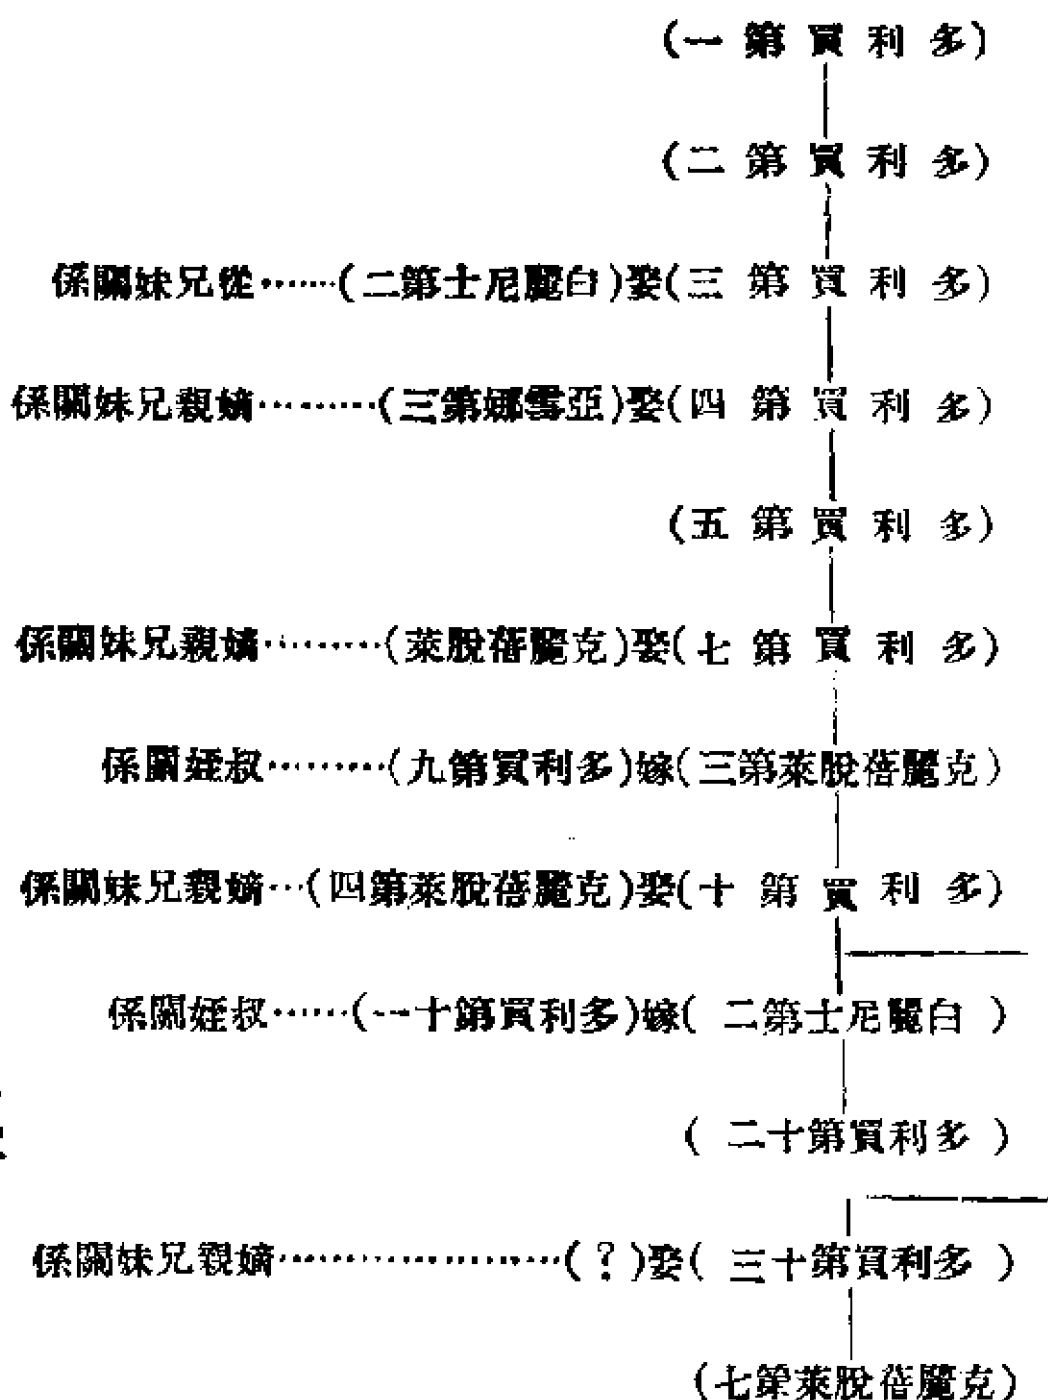 (多利買第一)
(多利買第二)
(多利買第三)娶(白麗尼士第二)……從兄妹關係
(多利買第四)娶(亞雪娜第三)………嫡親兄妹關係
(多利買第五)
(多利買第七)娶(克麗蓓脫萊)………嫡親兄妹關係
(克麗蓓脫萊第三)嫁(多利買第九)………叔姪關係
(多利買第十)娶(克麗蓓脫萊第四)…嫡親兄妹關係
(白麗尼士第二)嫁(多利買第十一)……叔姪關係
(多利買第十二)
(多利買第十三)娶(?)…………………嫡親兄妹關係
(克麗蓓脫萊第七)